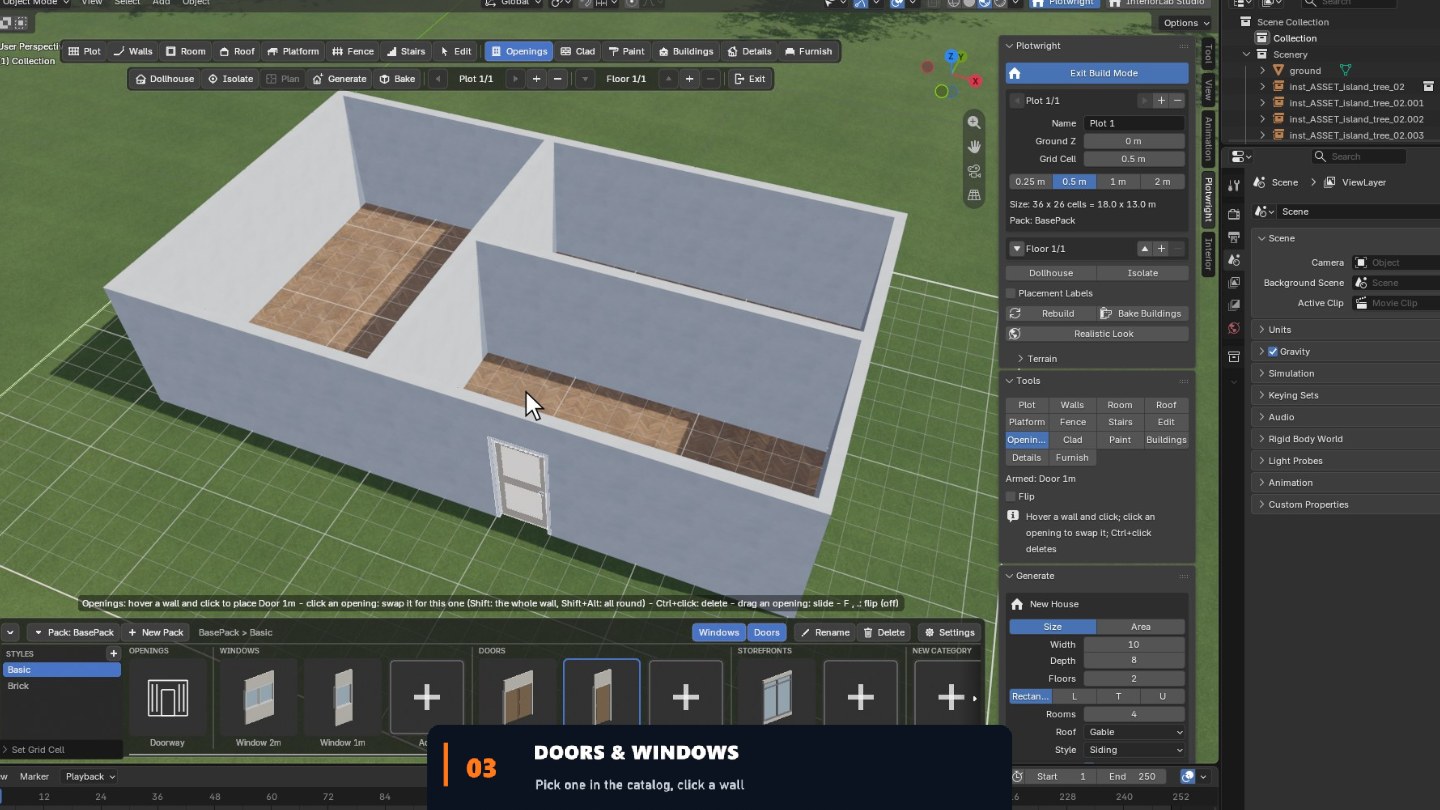 Object Mode View Select Add Object Global Plotwright InteriorLab Studio
Options
User Perspecti
(1) Collection
Plot Walls Room Roof Platform Fence Stairs Edit Openings Clad Paint Buildings Details Furnish
Dollhouse Isolate Plan Generate Bake Plot 1/1 Floor 1/1 Exit
Y
X
Plotwright
Exit Build Mode
Plot 1/1
Name Plot 1
Ground Z 0 m
Grid Cell 0.5 m
0.25 m 0.5 m 1 m 2 m
Size: 36 x 26 cells = 18.0 x 13.0 m
Pack: BasePack
Floor 1/1
Dollhouse Isolate
Placement Labels
Rebuild Bake Buildings
Realistic Look
Terrain
Tools
Plot Walls Room Roof
Platform Fence Stairs Edit
Openin... Clad Paint Buildings
Details Furnish
Armed: Door 1m
Flip
Hover a wall and click; click an
opening to swap it; Ctrl+click
deletes
Generate
New House
Size Area
Width 10
Depth 8
Floors 2
Rectan... L T U
Rooms 4
Roof Gable
Style Siding
Tool
View
Animation
Plotwright
Interior
Search
Scene Collection
Collection
Scenery
ground
inst_ASSET_island_tree_02
inst_ASSET_island_tree_02.001
inst_ASSET_island_tree_02.002
inst_ASSET_island_tree_02.003
Search
Scene ViewLayer
Scene
Scene
Camera Object
Background Scene Scene
Active Clip Movie Clip
Units
Gravity
Simulation
Keying Sets
Audio
Rigid Body World
Light Probes
Animation
Custom Properties
Openings: hover a wall and click to place Door 1m - click an opening: swap it for this one (Shift: the whole wall, Shift+Alt: all round) - Ctrl+click: delete - drag an opening: slide - F , .: flip (off)
Pack: BasePack New Pack BasePack > Basic Windows Doors Rename Delete Settings
STYLES OPENINGS WINDOWS DOORS STOREFRONTS NEW CATEGORY
Basic
Brick
Doorway Window 2m Window 1m
Set Grid Cell
03
DOORS & WINDOWS
Pick one in the catalog, click a wall
Marker Playback Start 1 End 250
12 24 36 48 60 72 84 228 240 252